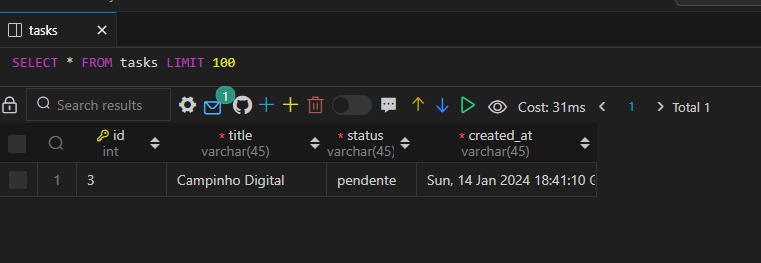 tasks
SELECT * FROM tasks LIMIT 100
Search results 1 Cost: 31ms 1 Total 1
* id * title * status * created_at
int varchar(45) varchar(45) varchar(45)
1 3 Campinho Digital pendente Sun, 14 Jan 2024 18:41:10 G